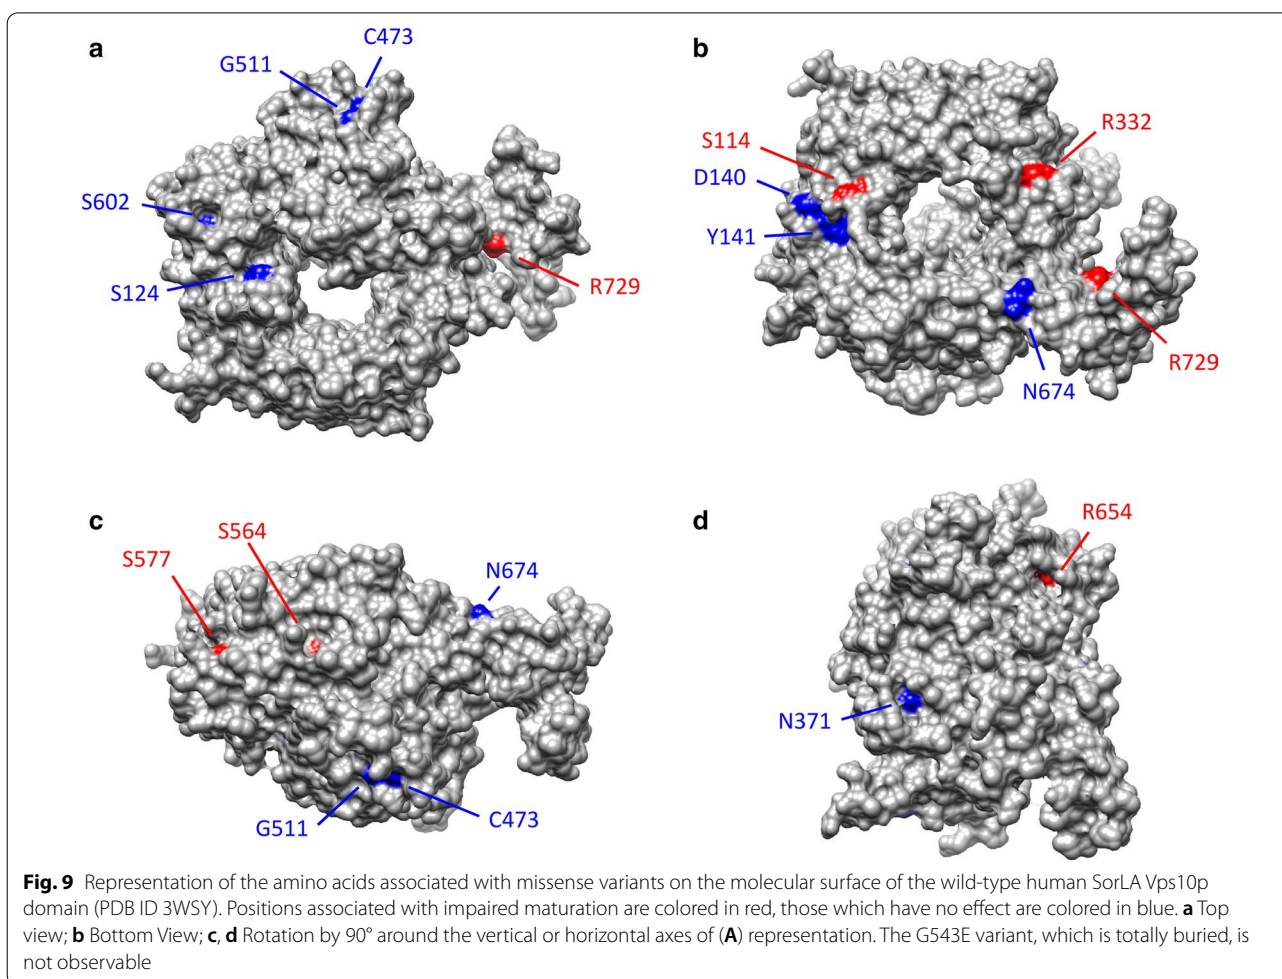 a
C473
G511
S602
S124
R729
b
R332
S114
D140
Y141
R729
N674
c
S564
S577
N674
G511
C473
d
R654
N371
Fig. 9 Representation of the amino acids associated with missense variants on the molecular surface of the wild-type human SorLA Vps10p
domain (PDB ID 3WSY). Positions associated with impaired maturation are colored in red, those which have no effect are colored in blue. a Top
view; b Bottom View; c, d Rotation by 90° around the vertical or horizontal axes of (A) representation. The G543E variant, which is totally buried, is
not observable